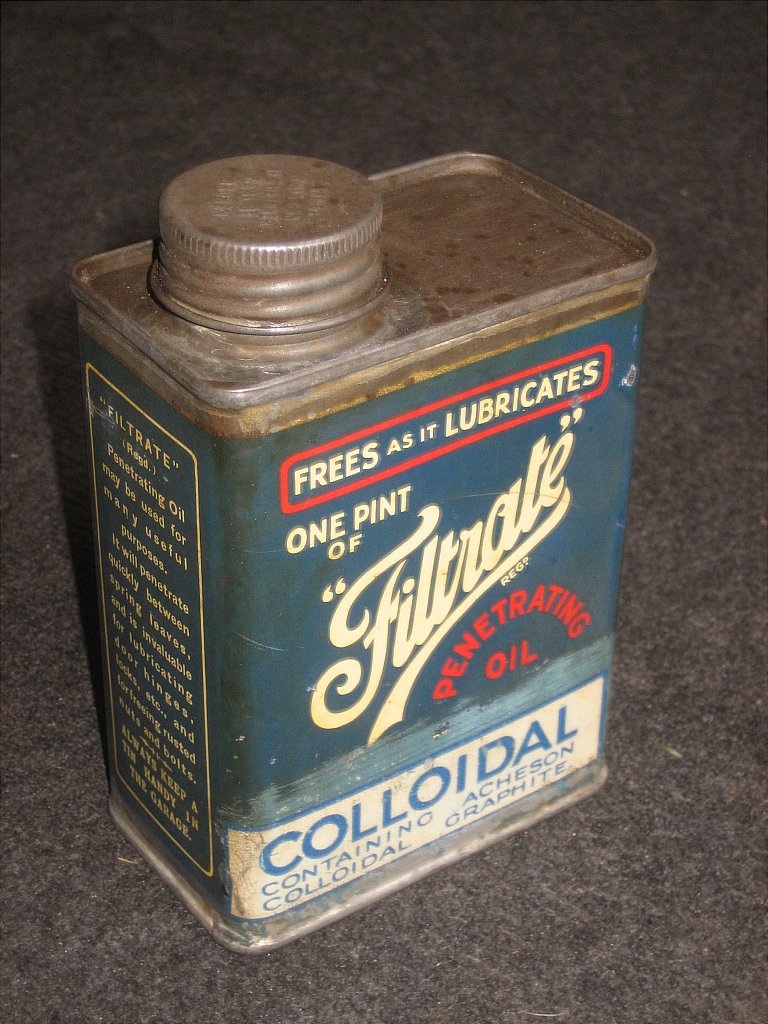 FREES AS IT LUBRICATES
ONE PINT
OF
"Filtrate"
REGD
PENETRATING
OIL
COLLOIDAL
CONTAINING ACHESON
COLLOIDAL GRAPHITE.
"FILTRATE"
(Regd.)
Penetrating Oil
may be used for
many useful
purposes.
It will penetrate
quickly between
spring leaves,
and is invaluable
for lubricating
door hinges,
locks, etc., and
for freeing rusted
nuts and bolts.
ALWAYS KEEP A
TIN HANDY IN
THE GARAGE.